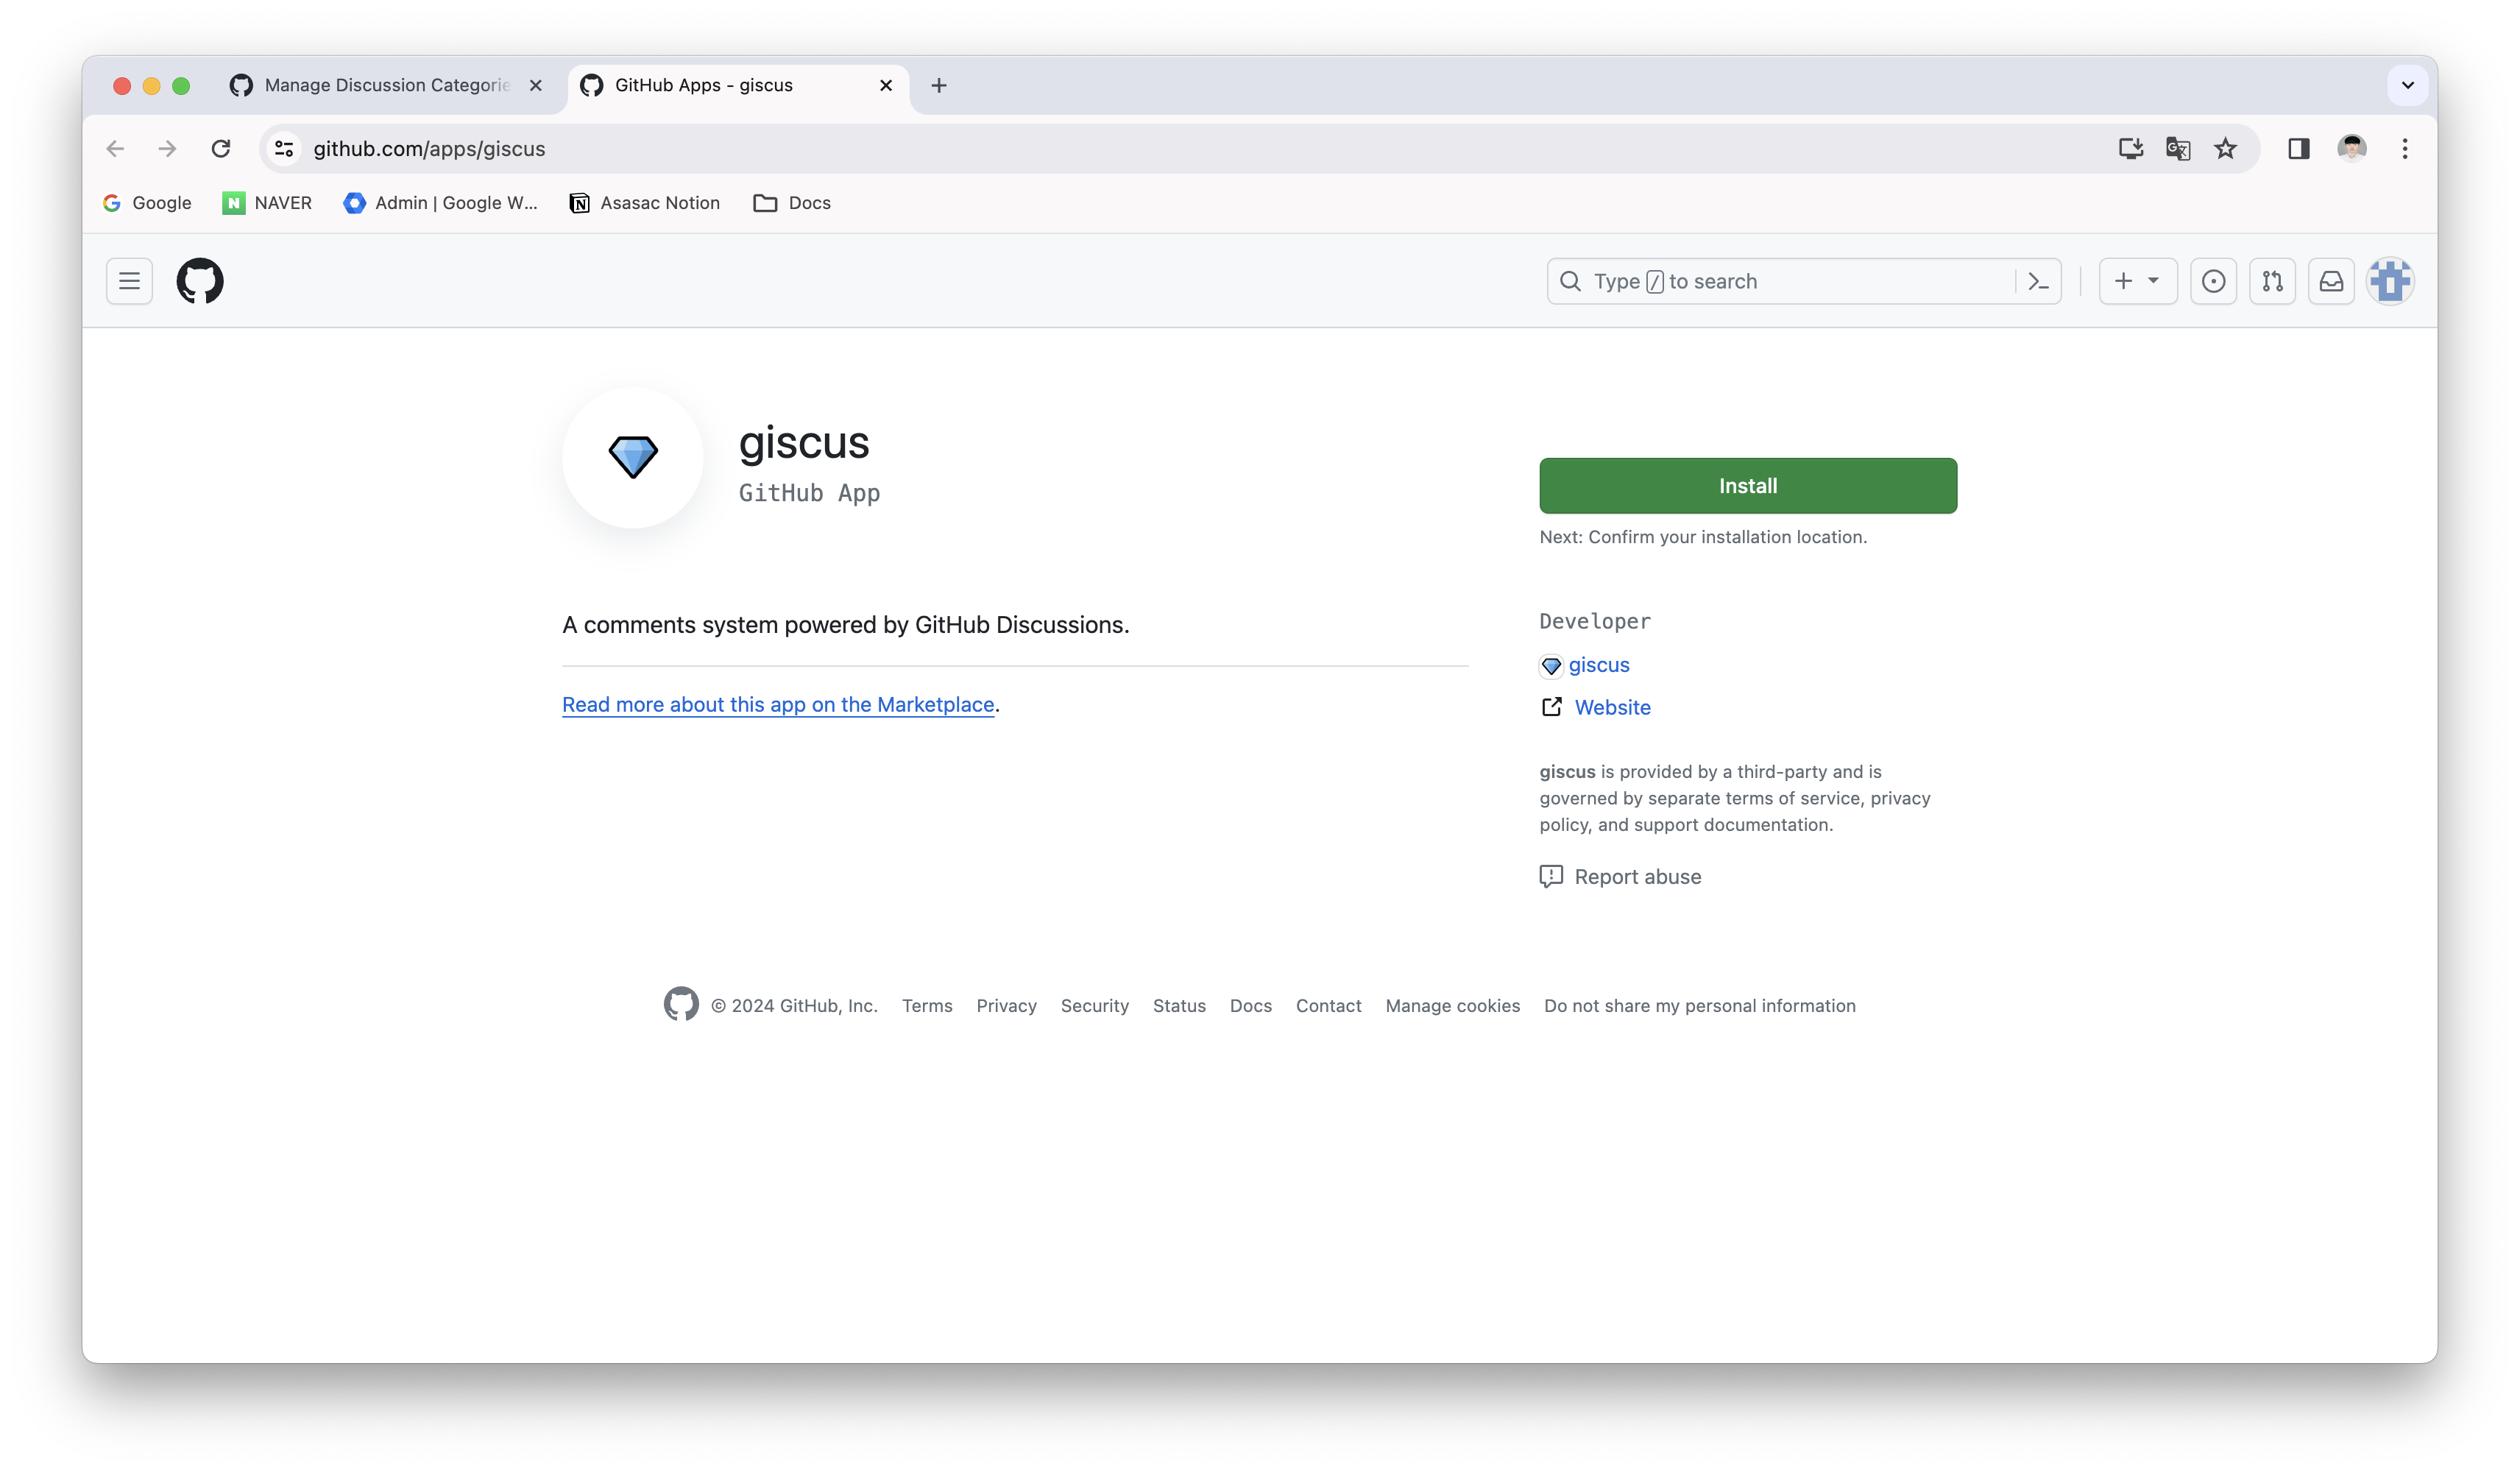 Manage Discussion Categorie
GitHub Apps - giscus
github.com/apps/giscus
Google
NAVER
Admin | Google W...
Asasac Notion
Docs
Type / to search
giscus
GitHub App
Install
Next: Confirm your installation location.
A comments system powered by GitHub Discussions.
Read more about this app on the Marketplace.
Developer
giscus
Website
giscus is provided by a third-party and is
governed by separate terms of service, privacy
policy, and support documentation.
Report abuse
© 2024 GitHub, Inc. Terms Privacy Security Status Docs Contact Manage cookies Do not share my personal information